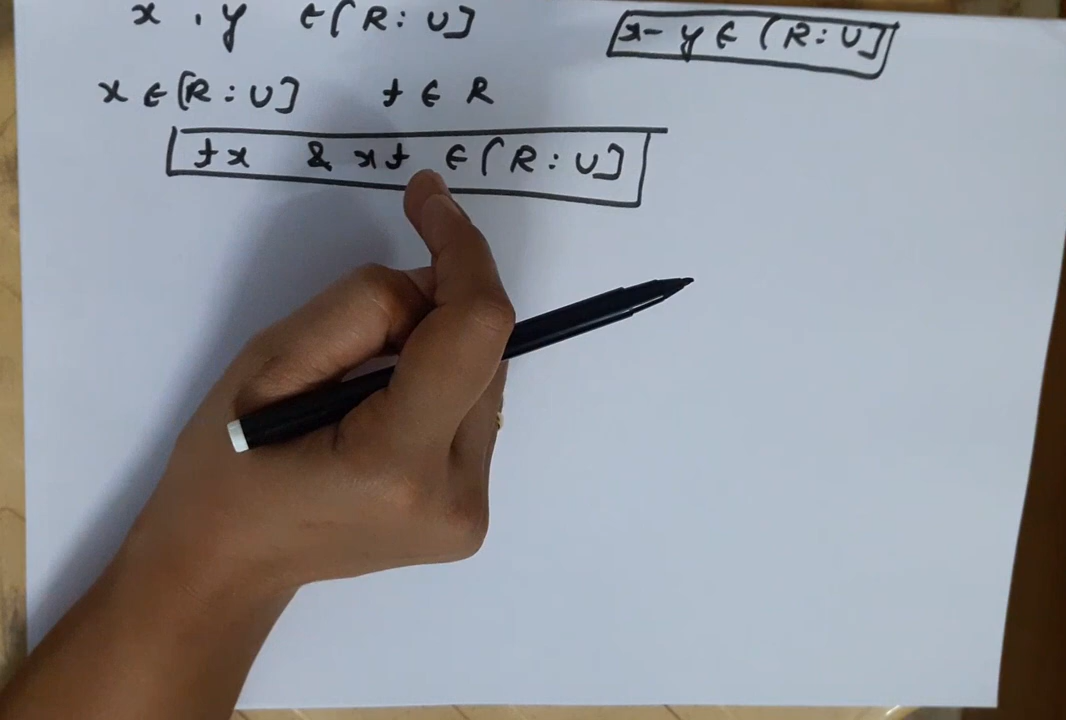 x , y ∈ [R : U]
x - y ∈ [R : U]
x ∈ [R : U] t ∈ R
tx & xt ∈ [R : U]